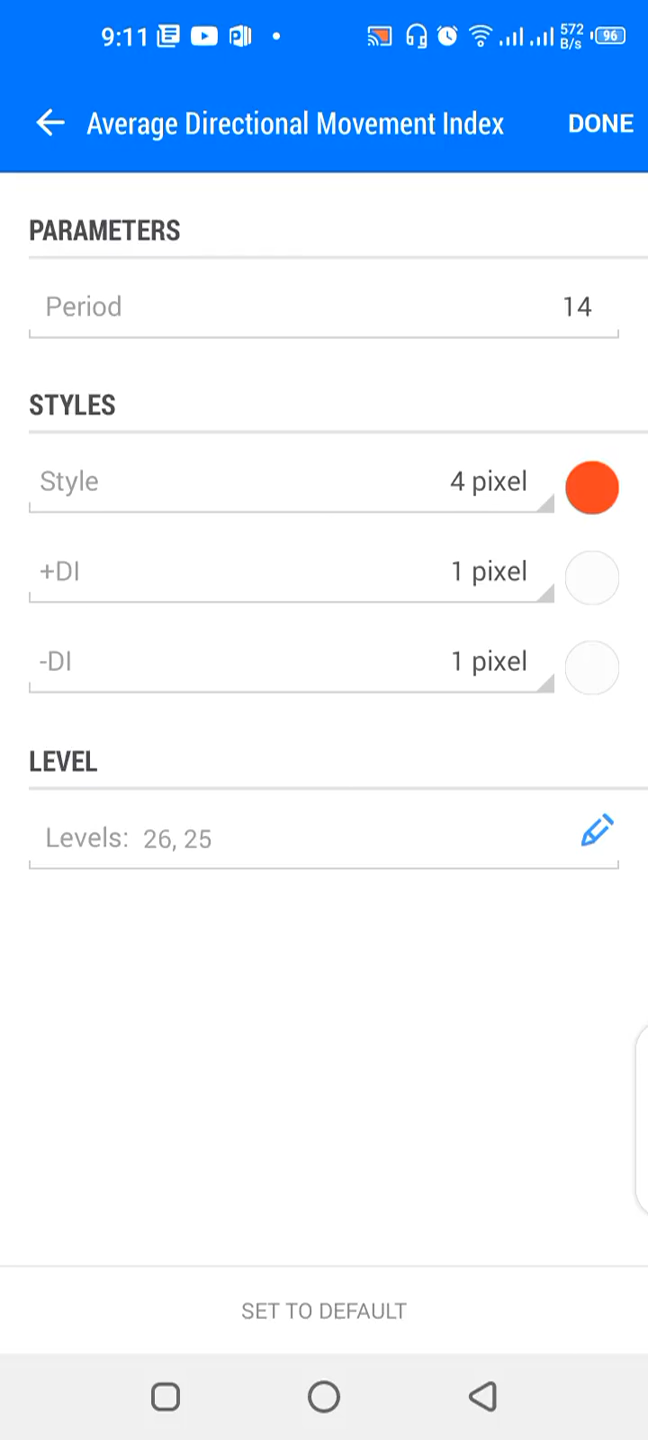 9:11 572 B/s 96
Average Directional Movement Index DONE
PARAMETERS
Period 14
STYLES
Style 4 pixel
+DI 1 pixel
-DI 1 pixel
LEVEL
Levels: 26, 25
SET TO DEFAULT